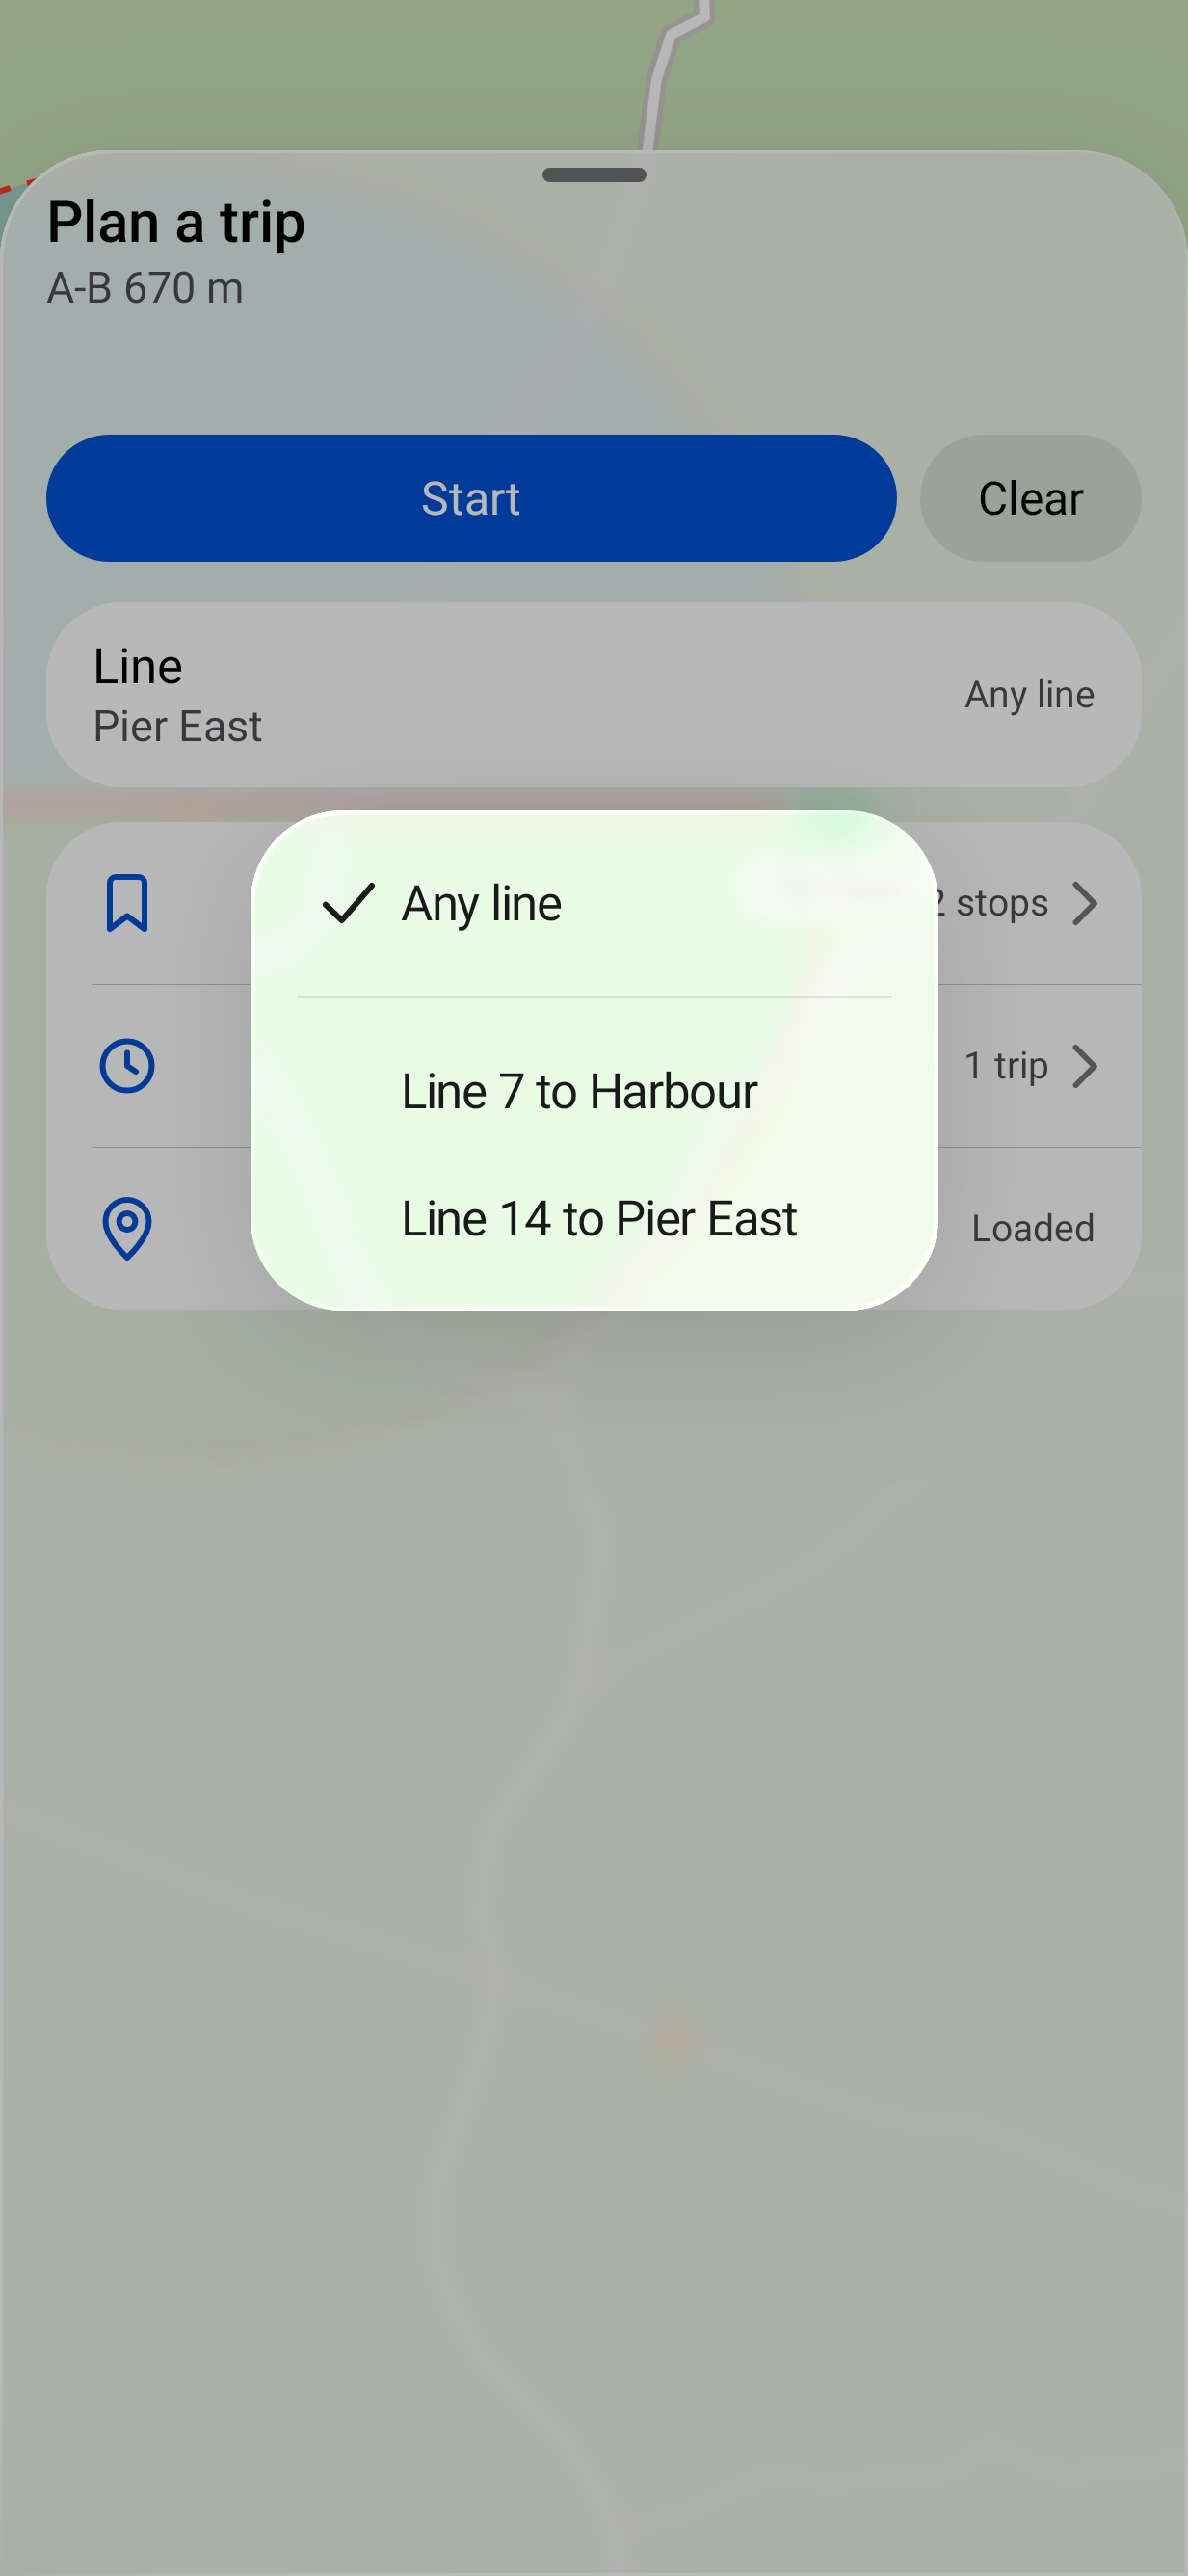 Plan a trip
A-B 670 m
Start
Clear
Line
Pier East
Any line
Any line
2 stops
Line 7 to Harbour
1 trip
Line 14 to Pier East
Loaded